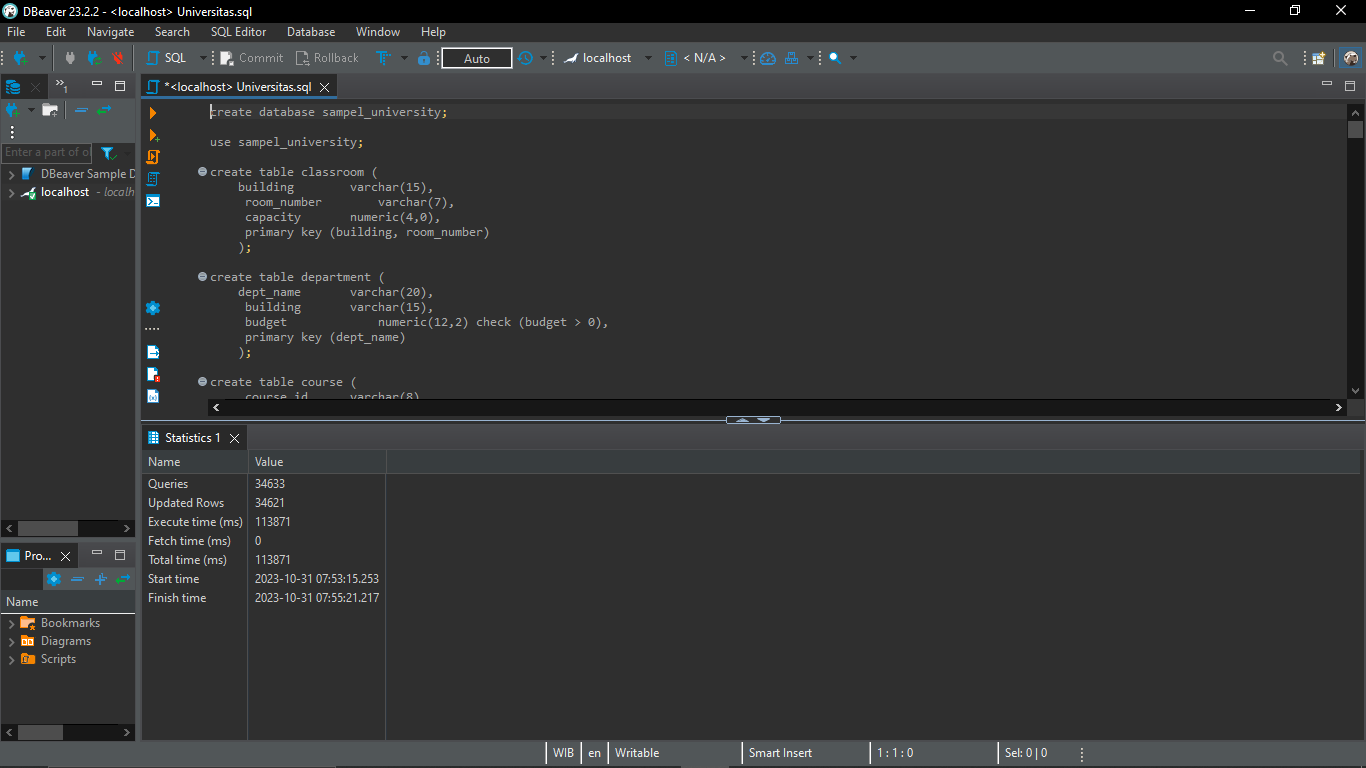 DBeaver 23.2.2 - <localhost> Universitas.sql
File Edit Navigate Search SQL Editor Database Window Help
SQL Commit Rollback Auto localhost < N/A >
1
*<localhost> Universitas.sql
create database sampel_university;
use sampel_university;
create table classroom (
building varchar(15),
room_number varchar(7),
capacity numeric(4,0),
primary key (building, room_number)
);
create table department (
dept_name varchar(20),
building varchar(15),
budget numeric(12,2) check (budget > 0),
primary key (dept_name)
);
create table course (
course_id varchar(8)
Enter a part of ol
DBeaver Sample D
localhost - localh
Statistics 1
Name Value
Queries 34633
Updated Rows 34621
Execute time (ms) 113871
Fetch time (ms) 0
Total time (ms) 113871
Start time 2023-10-31 07:53:15.253
Finish time 2023-10-31 07:55:21.217
Pro...
Name
Bookmarks
Diagrams
Scripts
WIB en Writable Smart Insert 1 : 1 : 0 Sel: 0 | 0